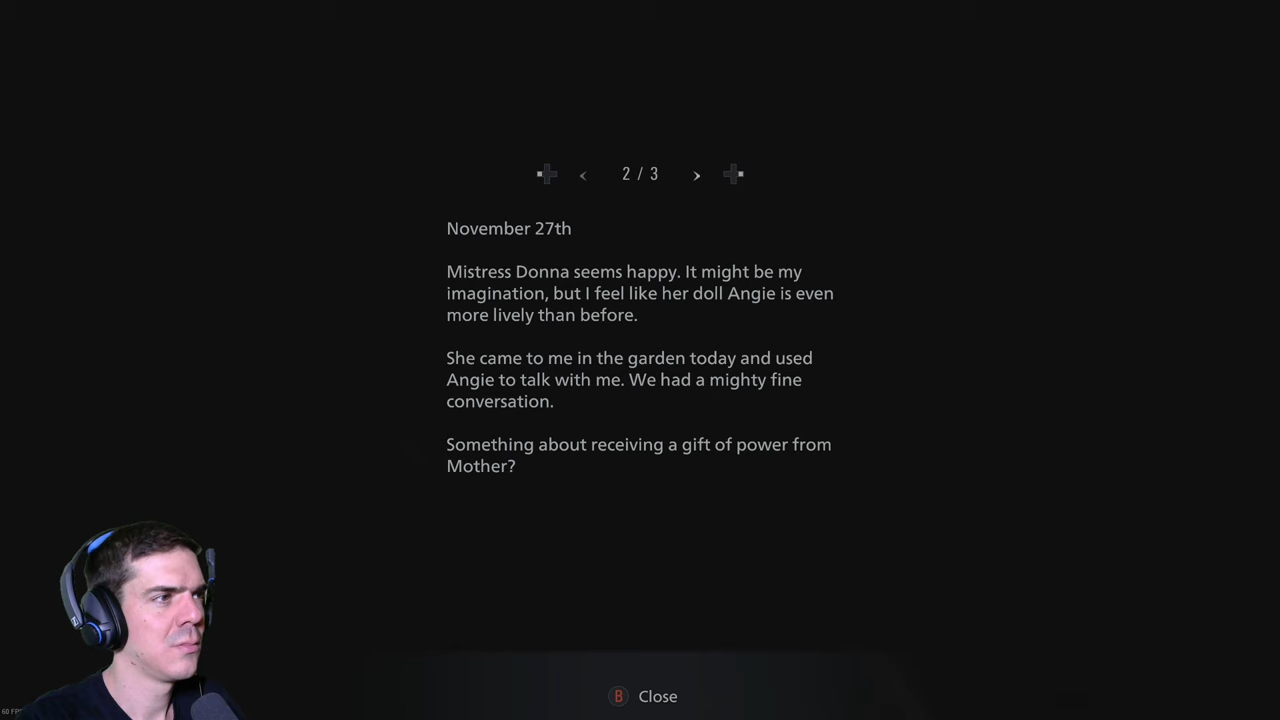 2 / 3
November 27th
Mistress Donna seems happy. It might be my
imagination, but I feel like her doll Angie is even
more lively than before.
She came to me in the garden today and used
Angie to talk with me. We had a mighty fine
conversation.
Something about receiving a gift of power from
Mother?
B Close
60 FPS